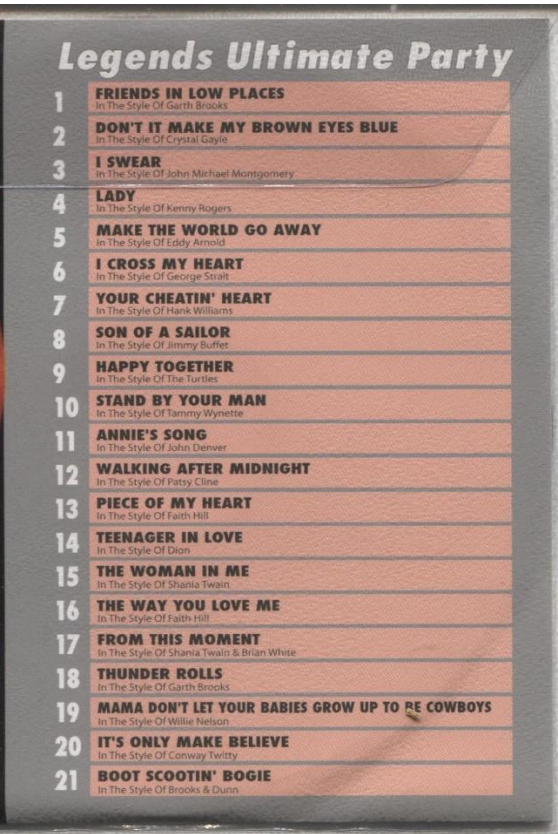 Legends Ultimate Party
1 FRIENDS IN LOW PLACES
In The Style Of Garth Brooks
2 DON'T IT MAKE MY BROWN EYES BLUE
In The Style Of Crystal Gayle
3 I SWEAR
In The Style Of John Michael Montgomery
4 LADY
In The Style Of Kenny Rogers
5 MAKE THE WORLD GO AWAY
In The Style Of Eddy Arnold
6 I CROSS MY HEART
In The Style Of George Strait
7 YOUR CHEATIN' HEART
In The Style Of Hank Williams
8 SON OF A SAILOR
In The Style Of Jimmy Buffet
9 HAPPY TOGETHER
In The Style Of The Turtles
10 STAND BY YOUR MAN
In The Style Of Tammy Wynette
11 ANNIE'S SONG
In The Style Of John Denver
12 WALKING AFTER MIDNIGHT
In The Style Of Patsy Cline
13 PIECE OF MY HEART
In The Style Of Faith Hill
14 TEENAGER IN LOVE
In The Style Of Dion
15 THE WOMAN IN ME
In The Style Of Shania Twain
16 THE WAY YOU LOVE ME
In The Style Of Faith Hill
17 FROM THIS MOMENT
In The Style Of Shania Twain & Brian White
18 THUNDER ROLLS
In The Style Of Garth Brooks
19 MAMA DON'T LET YOUR BABIES GROW UP TO BE COWBOYS
In The Style Of Willie Nelson
20 IT'S ONLY MAKE BELIEVE
In The Style Of Conway Twitty
21 BOOT SCOOTIN' BOGIE
In The Style Of Brooks & Dunn